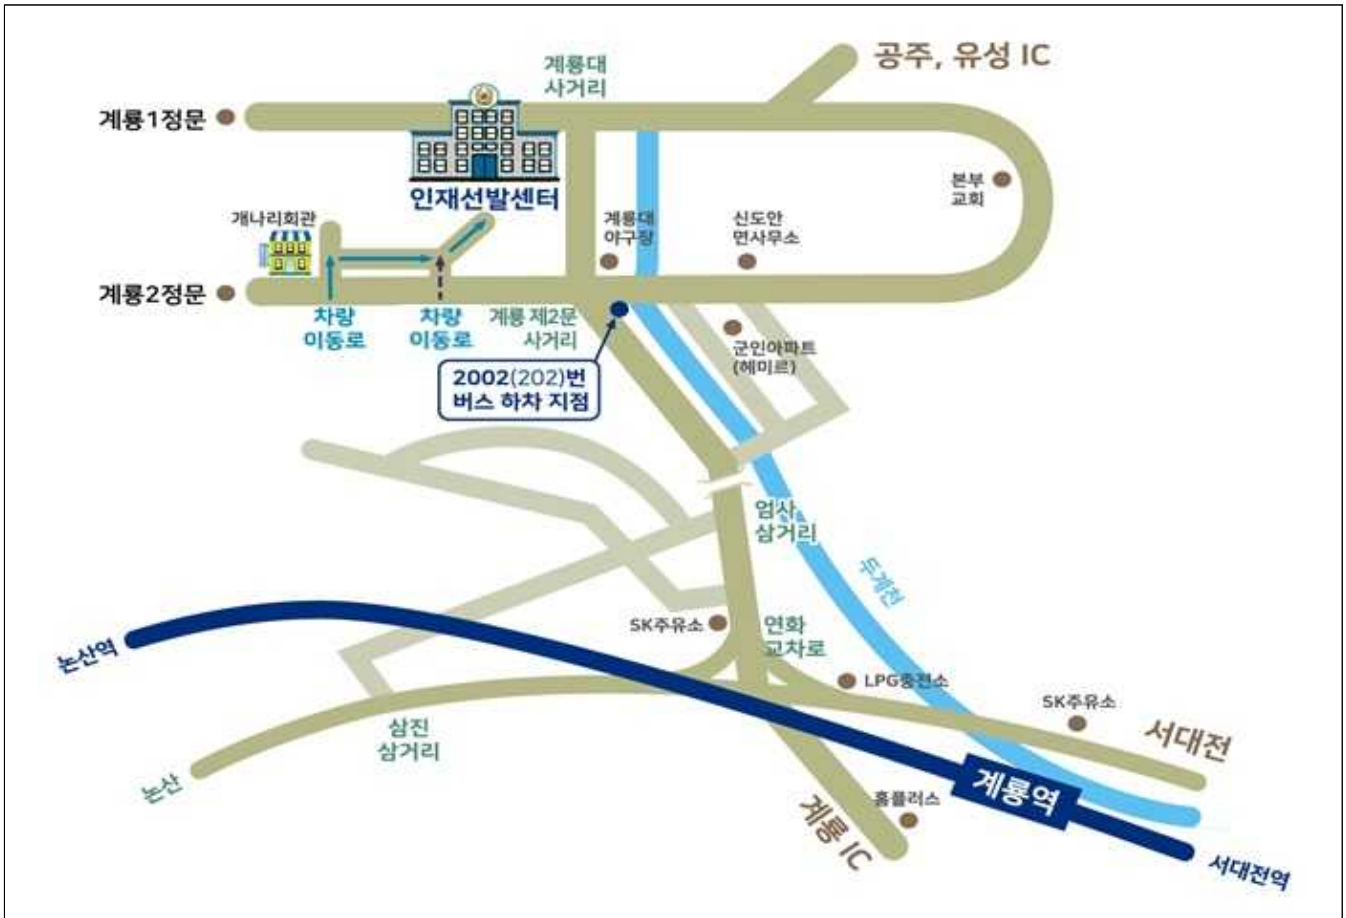 공주, 유성 IC
계룡대
사거리
계룡1정문
인재선발센터
본부
교회
개나리회관
계룡대
야구장
신도안
면사무소
계룡2정문
차량
이동로
차량
이동로
계룡 제2문
사거리
군인아파트
(헤미르)
2002(202)번
버스 하차 지점
엄사
삼거리
두계천
SK주유소
연화
교차로
논산역
LPG충전소
SK주유소
서대전
삼진
삼거리
논산
계룡역
홈플러스
계룡 IC
서대전역